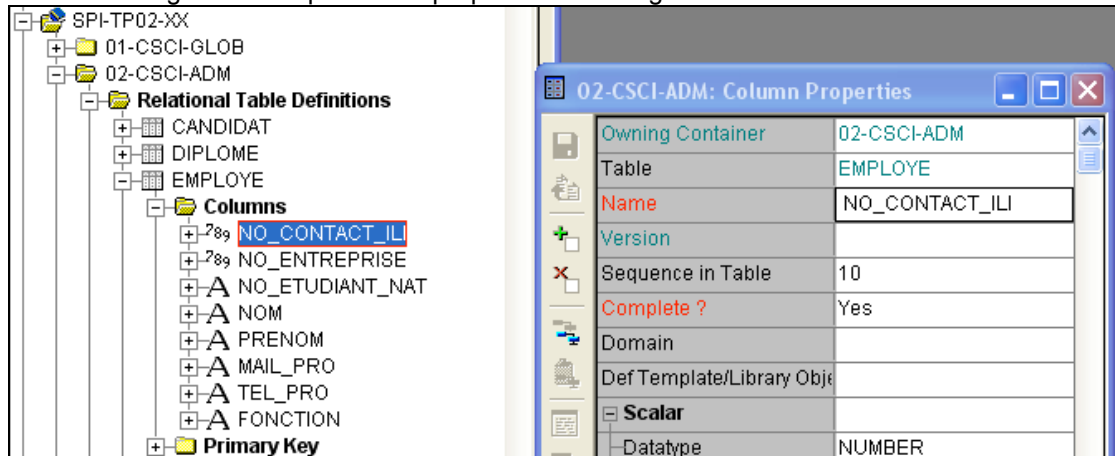 SPI-TP02-XX
01-CSCI-GLOB
02-CSCI-ADM
Relational Table Definitions
CANDIDAT
DIPLOME
EMPLOYE
Columns
789 NO_CONTACT_ILI
789 NO_ENTREPRISE
A NO_ETUDIANT_NAT
A NOM
A PRENOM
A MAIL_PRO
A TEL_PRO
A FONCTION
Primary Key
02-CSCI-ADM: Column Properties
Owning Container 02-CSCI-ADM
Table EMPLOYE
Name NO_CONTACT_ILI
Version
Sequence in Table 10
Complete ? Yes
Domain
Def Template/Library Obje
Scalar
Datatype NUMBER